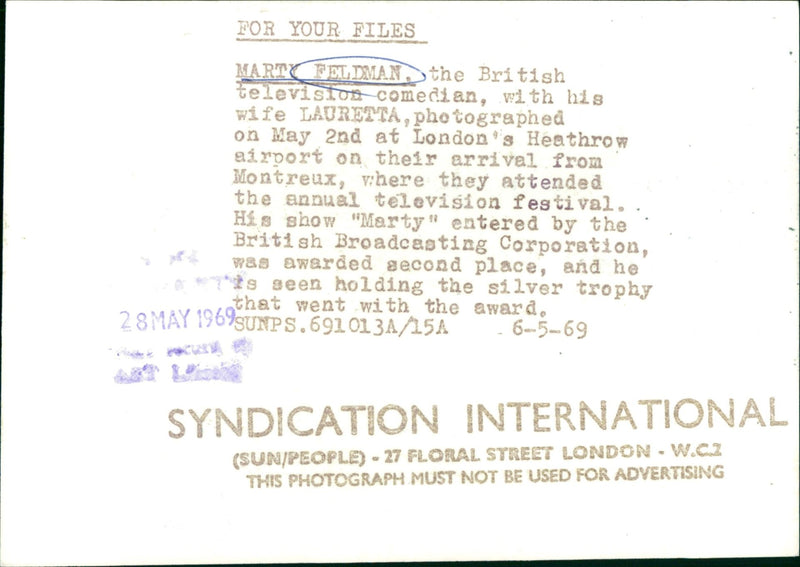 FOR YOUR FILES
MARTY FELDMAN, the British
television comedian, with his
wife LAURETTA, photographed
on May 2nd at London's Heathrow
airport on their arrival from
Montreux, where they attended
the annual television festival.
His show "Marty" entered by the
British Broadcasting Corporation,
was awarded second place, and he
is seen holding the silver trophy
that went with the award.
28 MAY 1969
SUNPS.691013A/15A 6-5-69
SYNDICATION INTERNATIONAL
(SUN/PEOPLE) - 27 FLORAL STREET LONDON - W.C.2
THIS PHOTOGRAPH MUST NOT BE USED FOR ADVERTISING